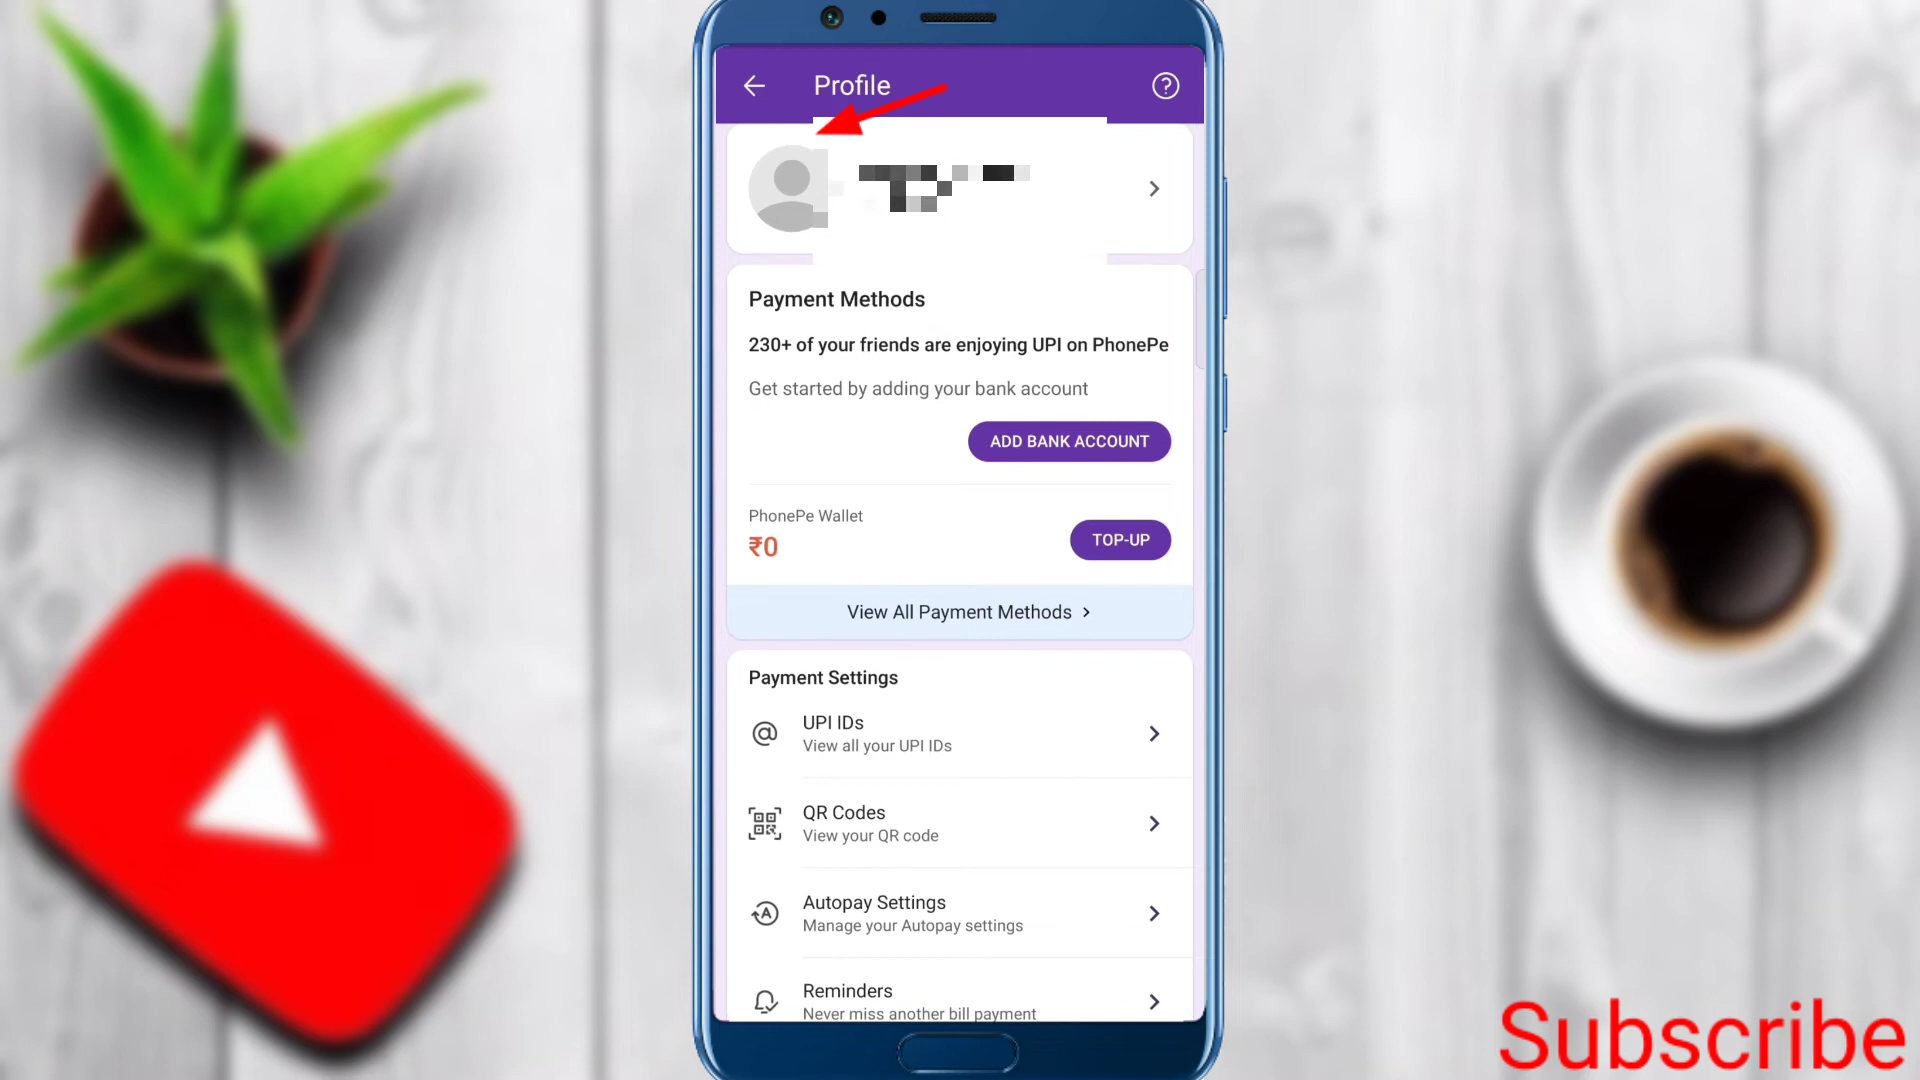 Profile
Payment Methods
230+ of your friends are enjoying UPI on PhonePe
Get started by adding your bank account
ADD BANK ACCOUNT
PhonePe Wallet
₹0
TOP-UP
View All Payment Methods
Payment Settings
UPI IDs
View all your UPI IDs
QR Codes
View your QR code
Autopay Settings
Manage your Autopay settings
Reminders
Never miss another bill payment
Subscribe